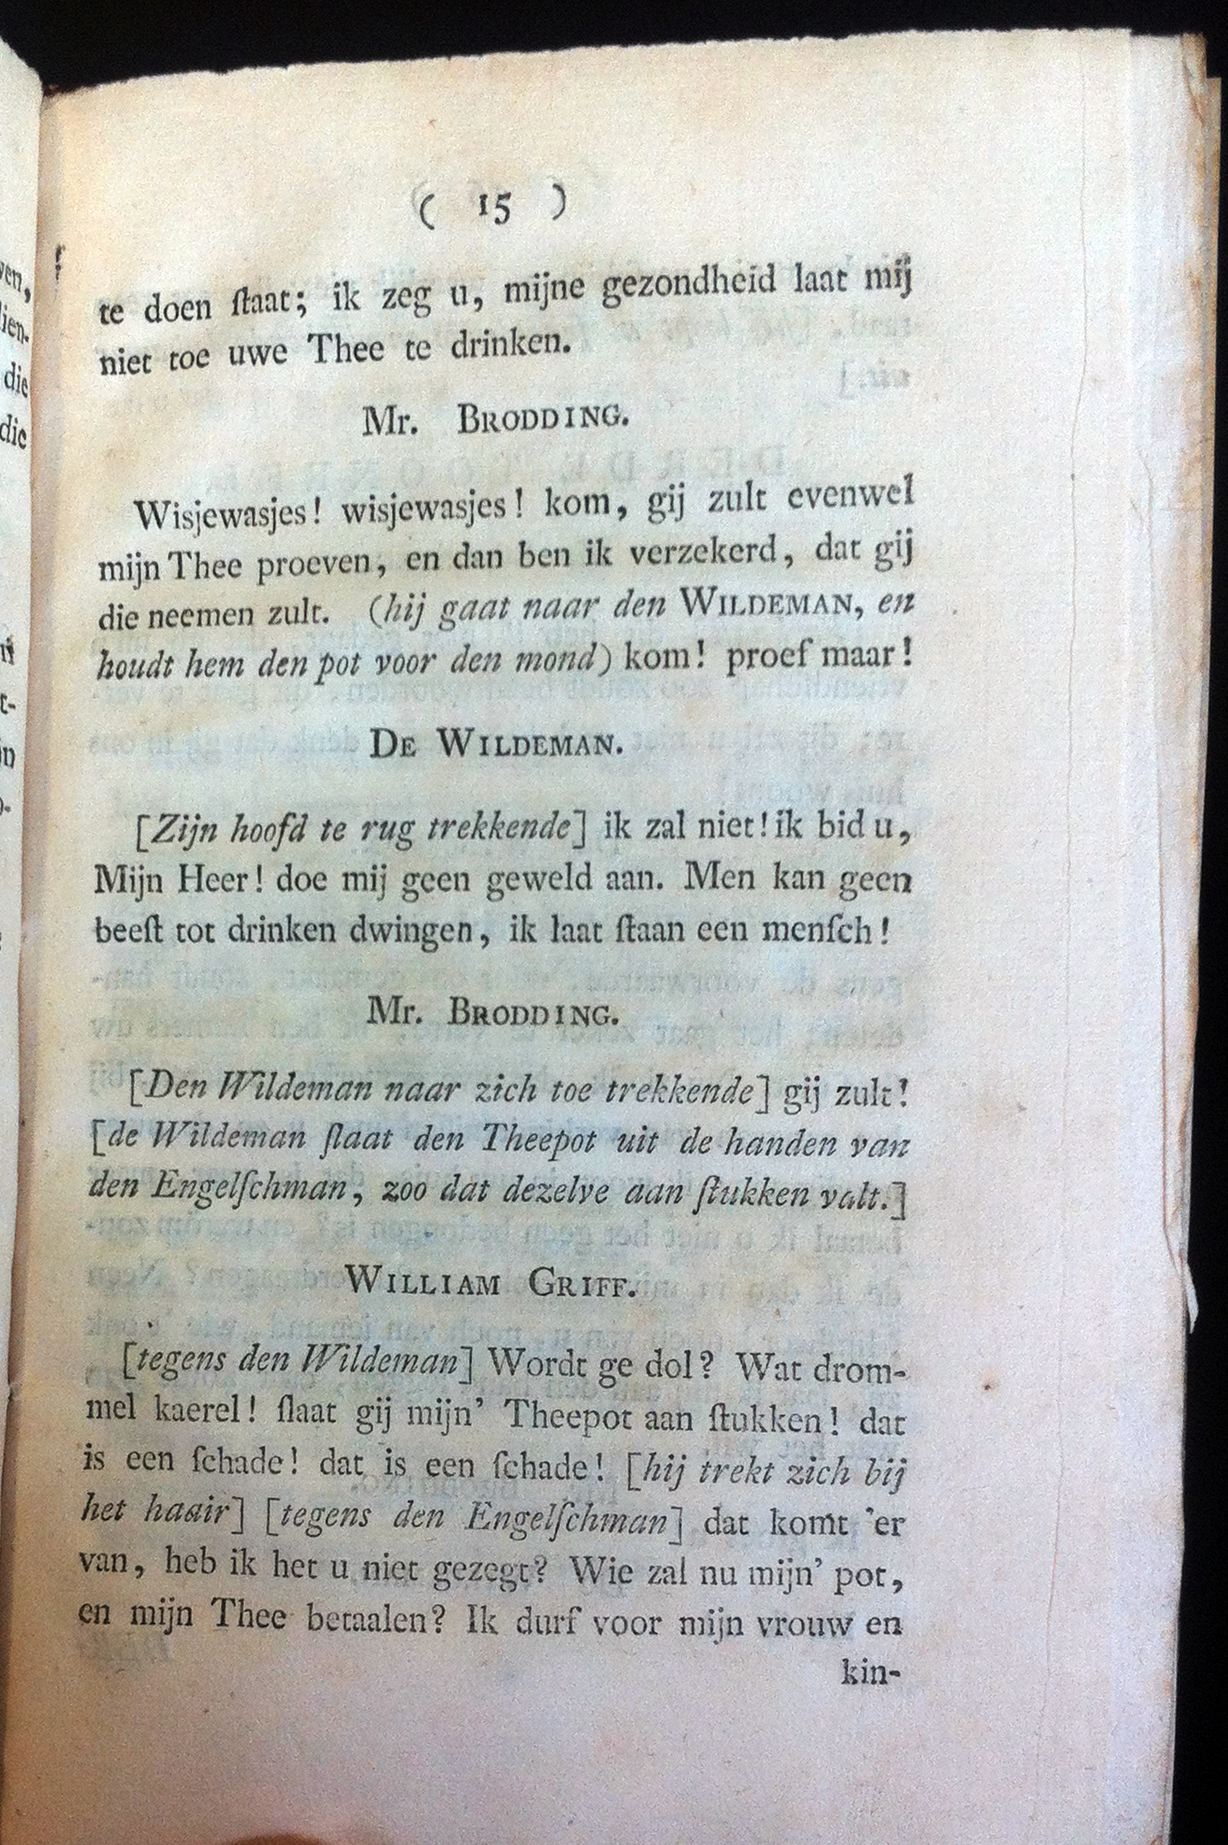 ( 15 )
te doen ſtaat; ik zeg u, mijne gezondheid laat mij
niet toe uwe Thee te drinken.
Mr. BRODDING.
Wisjewasjes! wisjewasjes! kom, gij zult evenwel
mijn Thee proeven, en dan ben ik verzekerd, dat gij
die neemen zult. (hij gaat naar den WILDEMAN, en
houdt hem den pot voor den mond) kom! proef maar!
DE WILDEMAN.
[Zijn hoofd te rug trekkende] ik zal niet! ik bid u,
Mijn Heer! doe mij geen geweld aan. Men kan geen
beeſt tot drinken dwingen, ik laat ſtaan een menſch!
Mr. BRODDING.
[Den Wildeman naar zich toe trekkende] gij zult!
[de Wildeman ſlaat den Theepot uit de handen van
den Engelſchman, zoo dat dezelve aan ſtukken valt.]
WILLIAM GRIFF.
[tegens den Wildeman] Wordt ge dol? Wat drom-
mel kaerel! ſlaat gij mijn' Theepot aan ſtukken! dat
is een ſchade! dat is een ſchade! [hij trekt zich bij
het haair] [tegens den Engelſchman] dat komt 'er
van, heb ik het u niet gezegt? Wie zal nu mijn' pot,
en mijn Thee betaalen? Ik durf voor mijn vrouw en
kin-